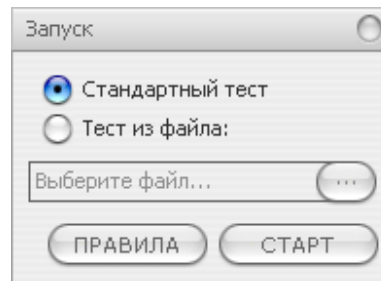 Запуск
Стандартный тест
Тест из файла:
Выберите файл... ...
ПРАВИЛА СТАРТ